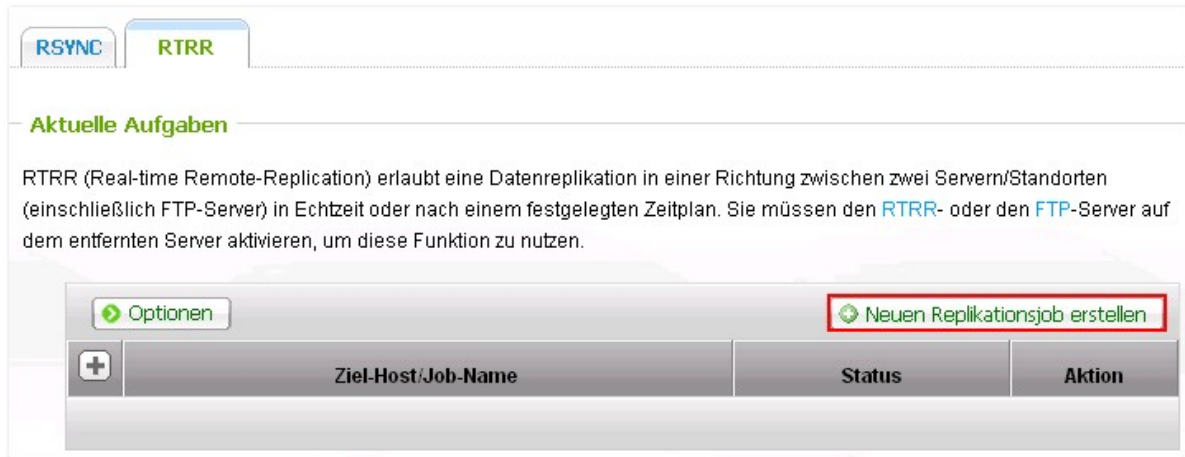 RSYNC
RTRR
Aktuelle Aufgaben
RTRR (Real-time Remote-Replication) erlaubt eine Datenreplikation in einer Richtung zwischen zwei Servern/Standorten
(einschließlich FTP-Server) in Echtzeit oder nach einem festgelegten Zeitplan. Sie müssen den RTRR- oder den FTP-Server auf
dem entfernten Server aktivieren, um diese Funktion zu nutzen.
Optionen
Neuen Replikationsjob erstellen
Ziel-Host/Job-Name
Status
Aktion